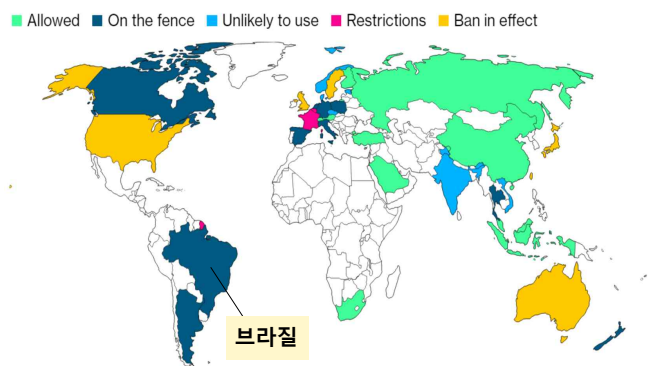 Allowed On the fence Unlikely to use Restrictions Ban in effect
브라질